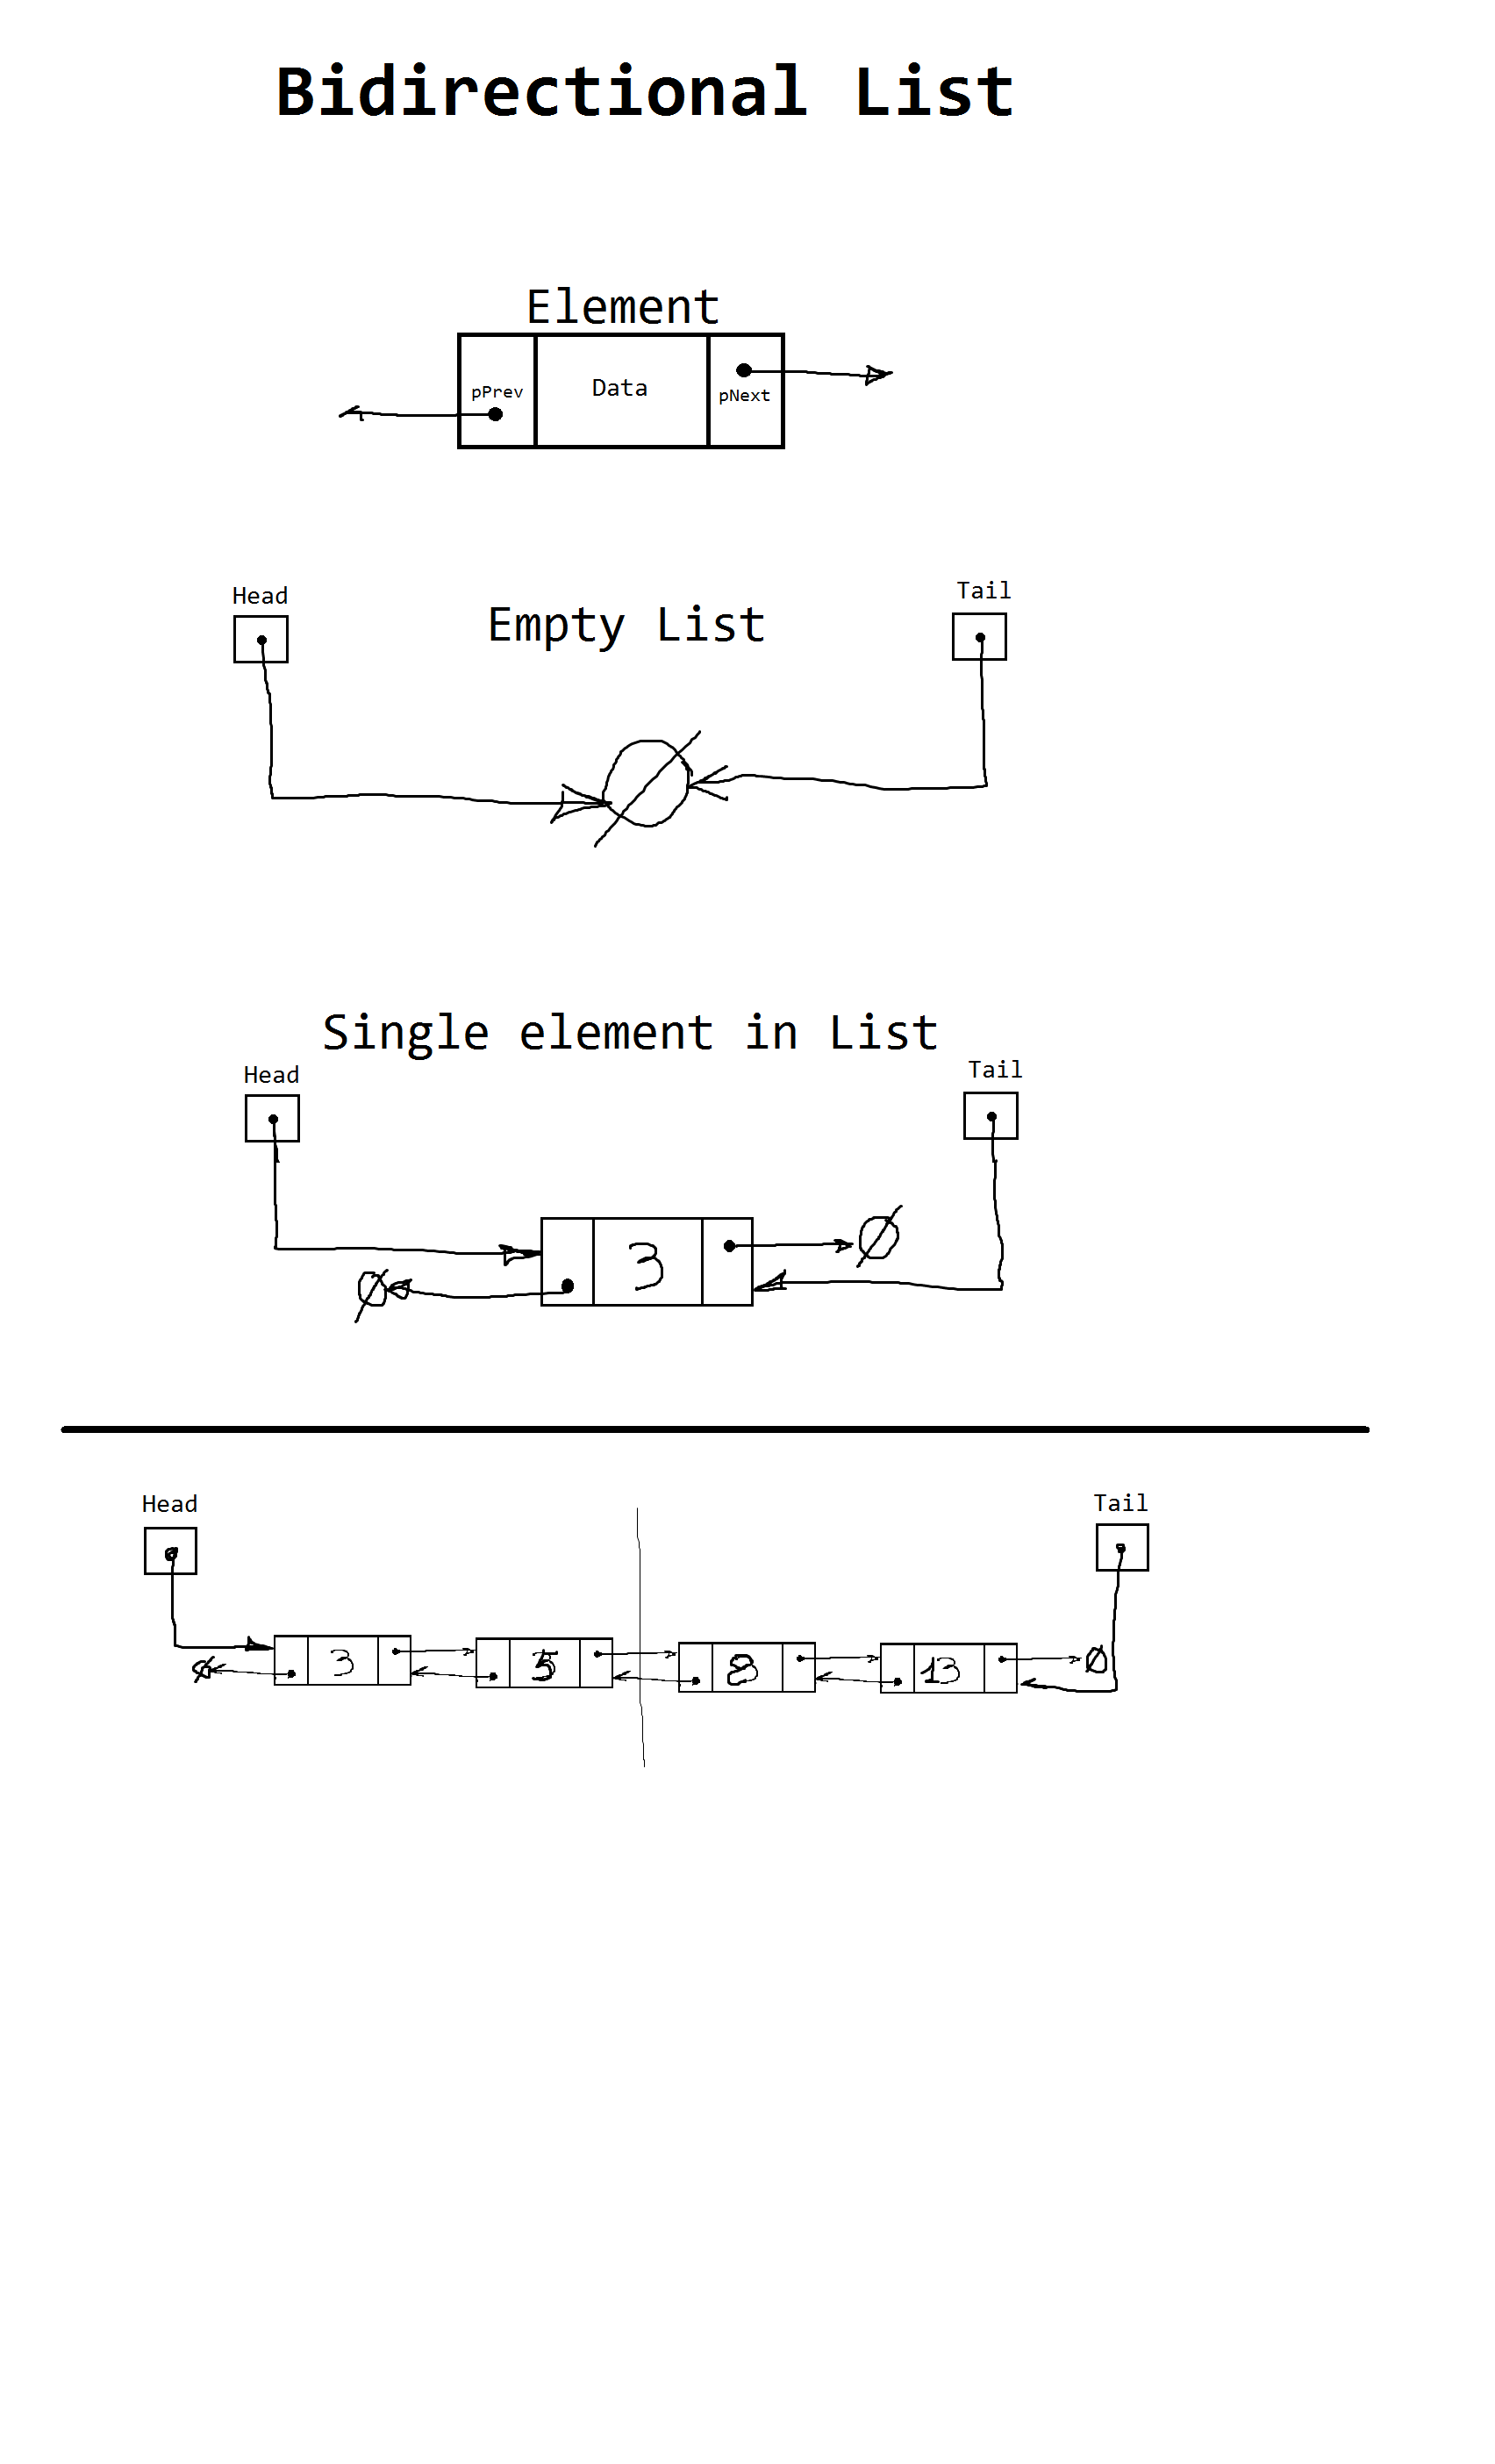 Bidirectional List
Element
pPrev Data pNext
Head Tail
Empty List
Ø
Single element in List
Head Tail
3 Ø
Ø
Head Tail
Ø 3 5 8 13 Ø